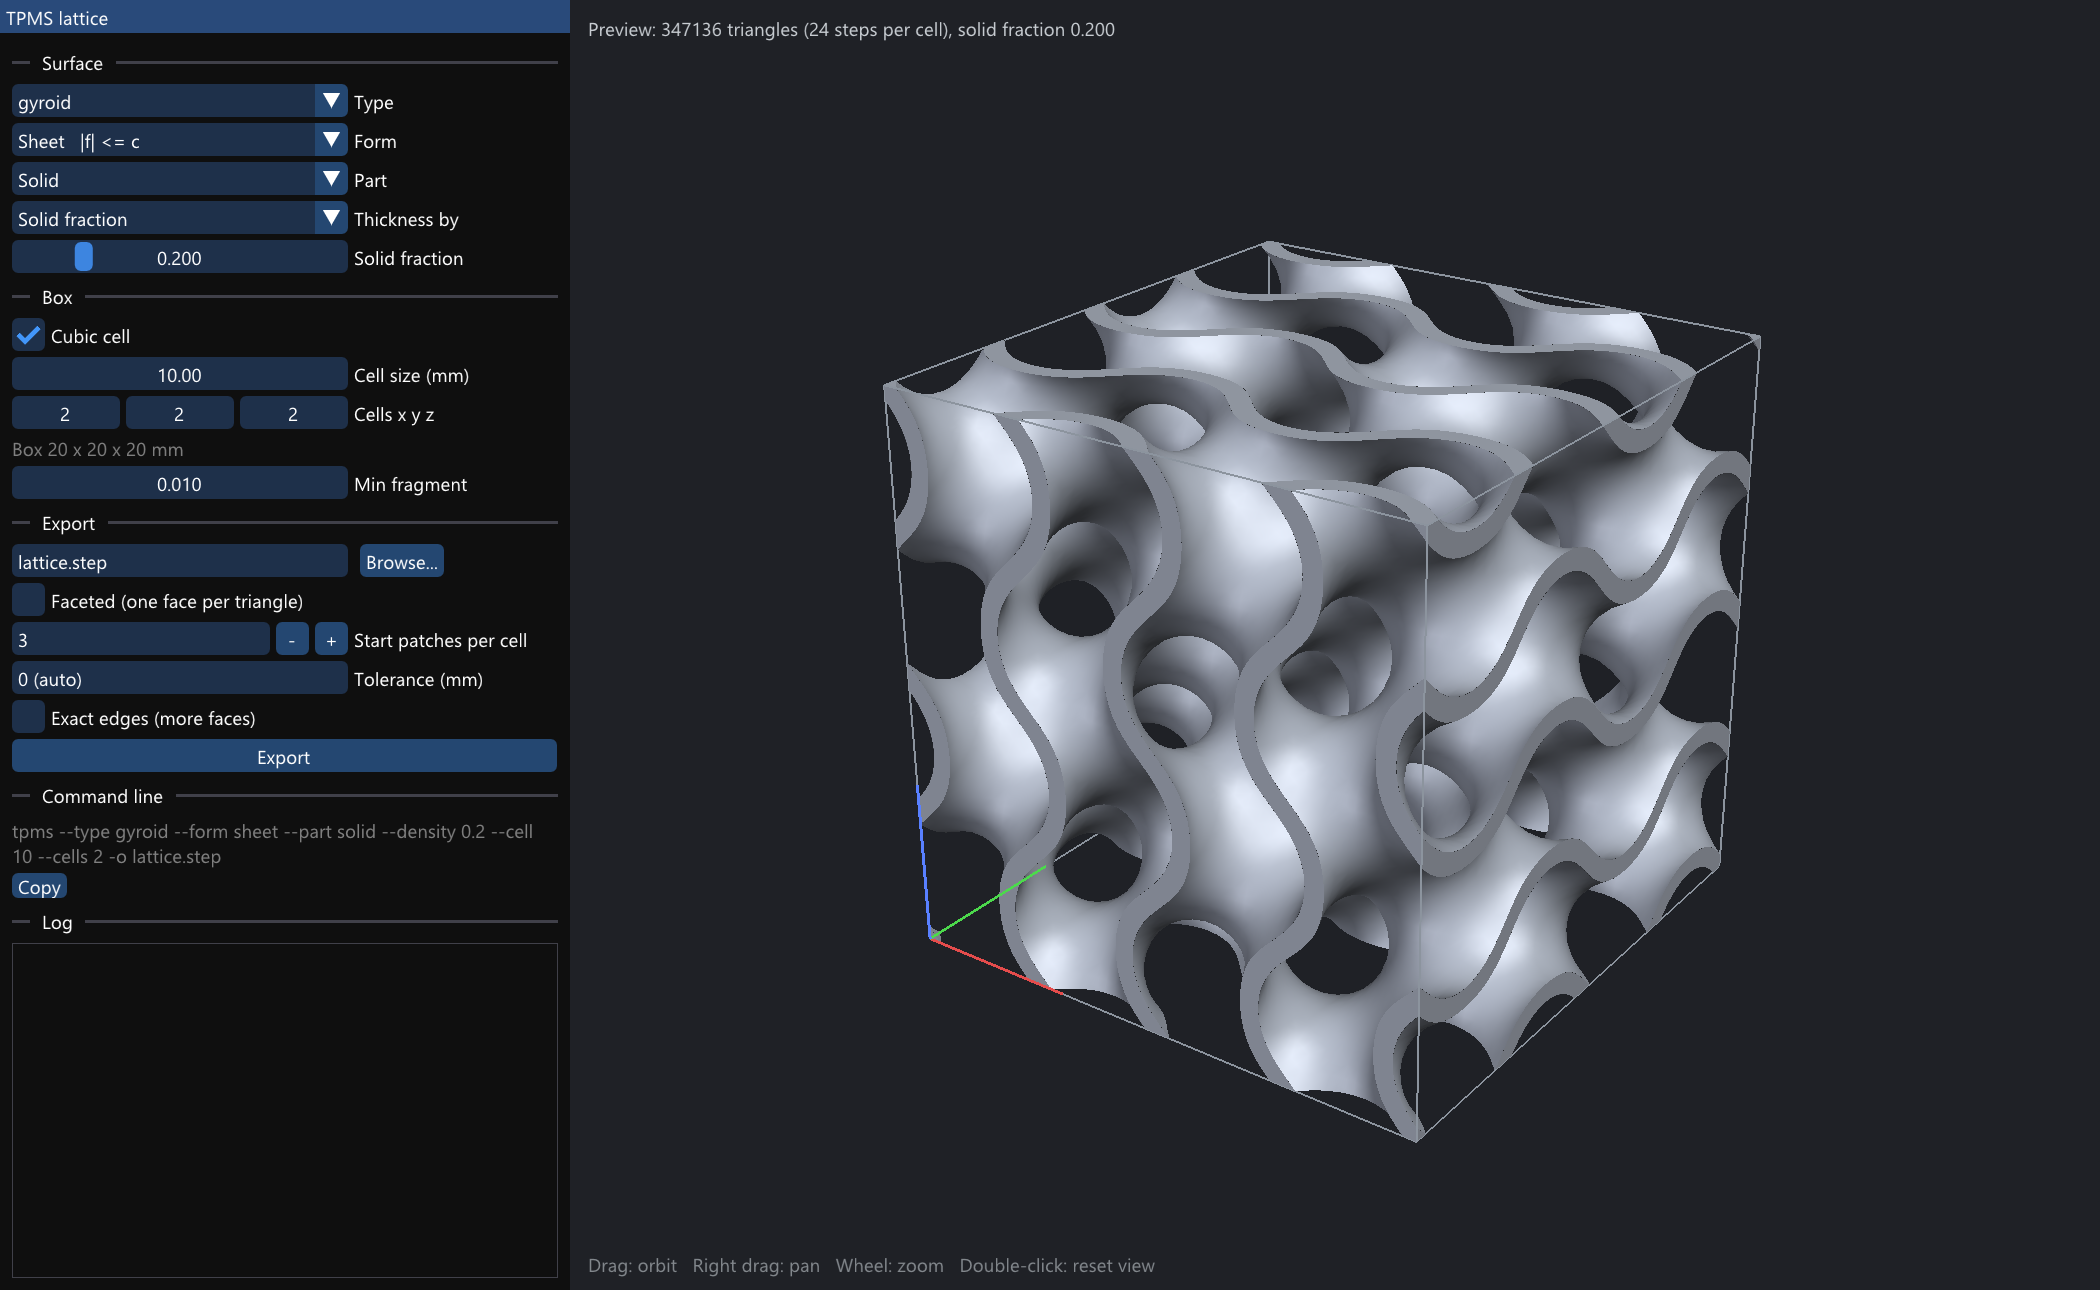 TPMS lattice
Surface
gyroid Type
Sheet |f| <= c Form
Solid Part
Solid fraction Thickness by
0.200 Solid fraction
Box
Cubic cell
10.00 Cell size (mm)
2 2 2 Cells x y z
Box 20 x 20 x 20 mm
0.010 Min fragment
Export
lattice.step Browse...
Faceted (one face per triangle)
3 - + Start patches per cell
0 (auto) Tolerance (mm)
Exact edges (more faces)
Export
Command line
tpms --type gyroid --form sheet --part solid --density 0.2 --cell
10 --cells 2 -o lattice.step
Copy
Log
Preview: 347136 triangles (24 steps per cell), solid fraction 0.200
Drag: orbit Right drag: pan Wheel: zoom Double-click: reset view